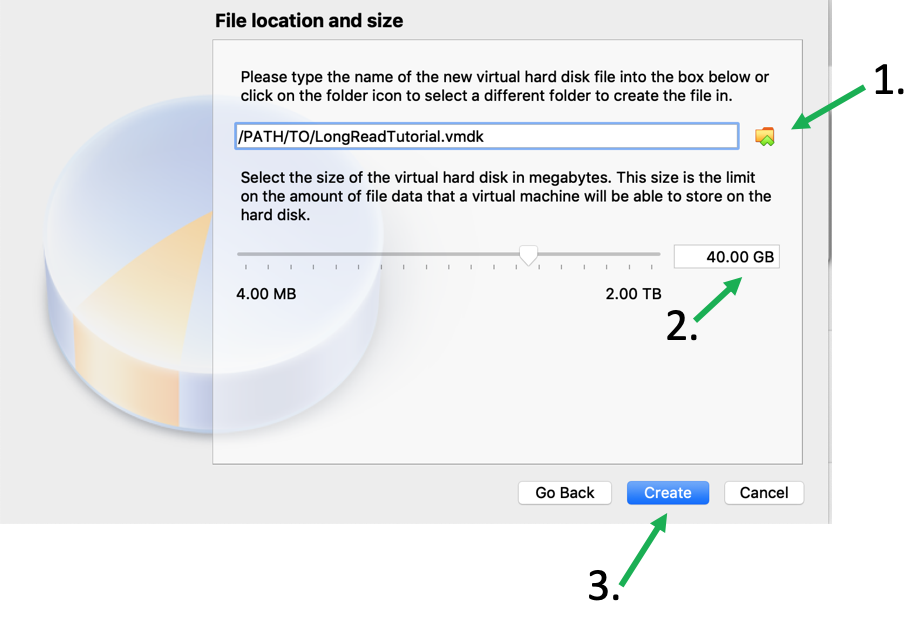 File location and size
Please type the name of the new virtual hard disk file into the box below or
click on the folder icon to select a different folder to create the file in.
1.
/PATH/TO/LongReadTutorial.vmdk
Select the size of the virtual hard disk in megabytes. This size is the limit
on the amount of file data that a virtual machine will be able to store on the
hard disk.
40.00 GB
4.00 MB 2.00 TB
2.
Go Back Create Cancel
3.